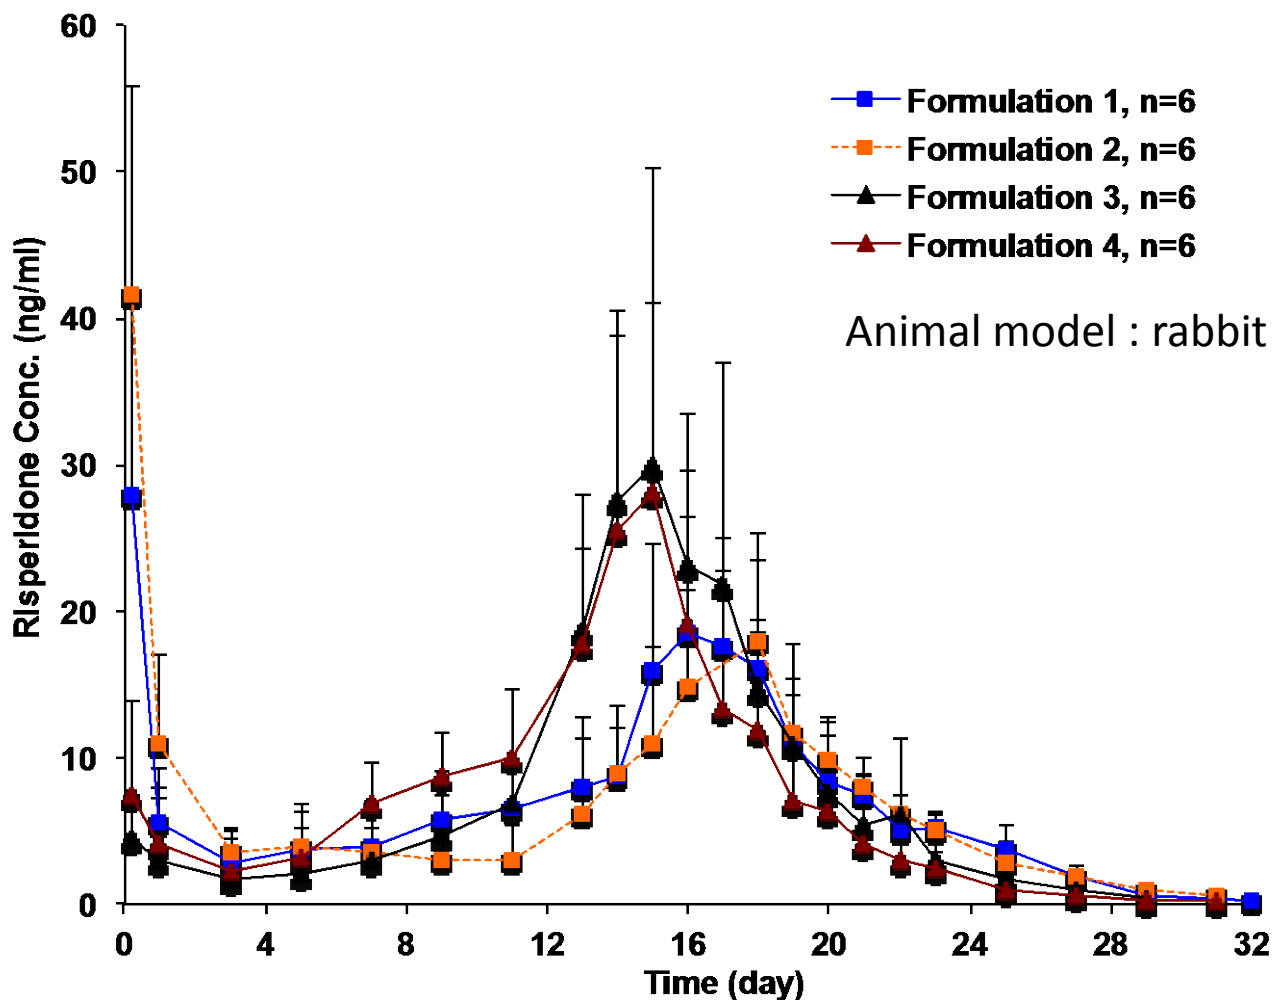 60
50
40
30
20
10
0
RIsperidone Conc. (ng/ml)
Formulation 1, n=6
Formulation 2, n=6
Formulation 3, n=6
Formulation 4, n=6
Animal model : rabbit
0 4 8 12 16 20 24 28 32
Time (day)